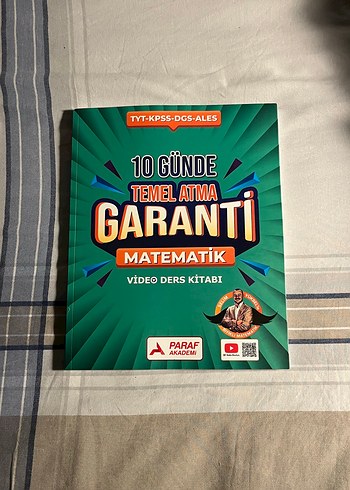 TYT-KPSS-DGS-ALES
10 GÜNDE
TEMEL ATMA
GARANTİ
MATEMATİK
VİDEO DERS KİTABI
PARAF
AKADEMİ